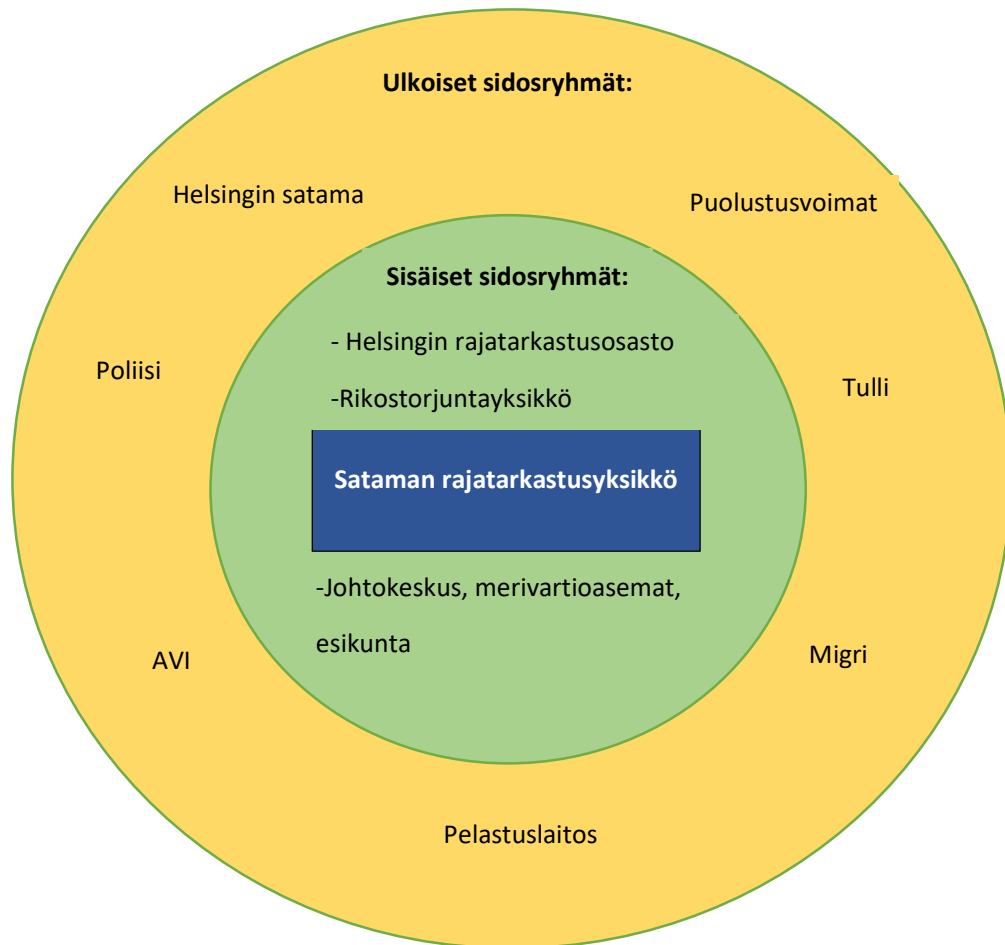 Ulkoiset sidosryhmät:
Helsingin satama
Puolustusvoimat
Sisäiset sidosryhmät:
- Helsingin rajatarkastusosasto
Poliisi
Tulli
-Rikostorjuntayksikkö
Sataman rajatarkastusyksikkö
-Johtokeskus, merivartioasemat,
esikunta
AVI
Migri
Pelastuslaitos